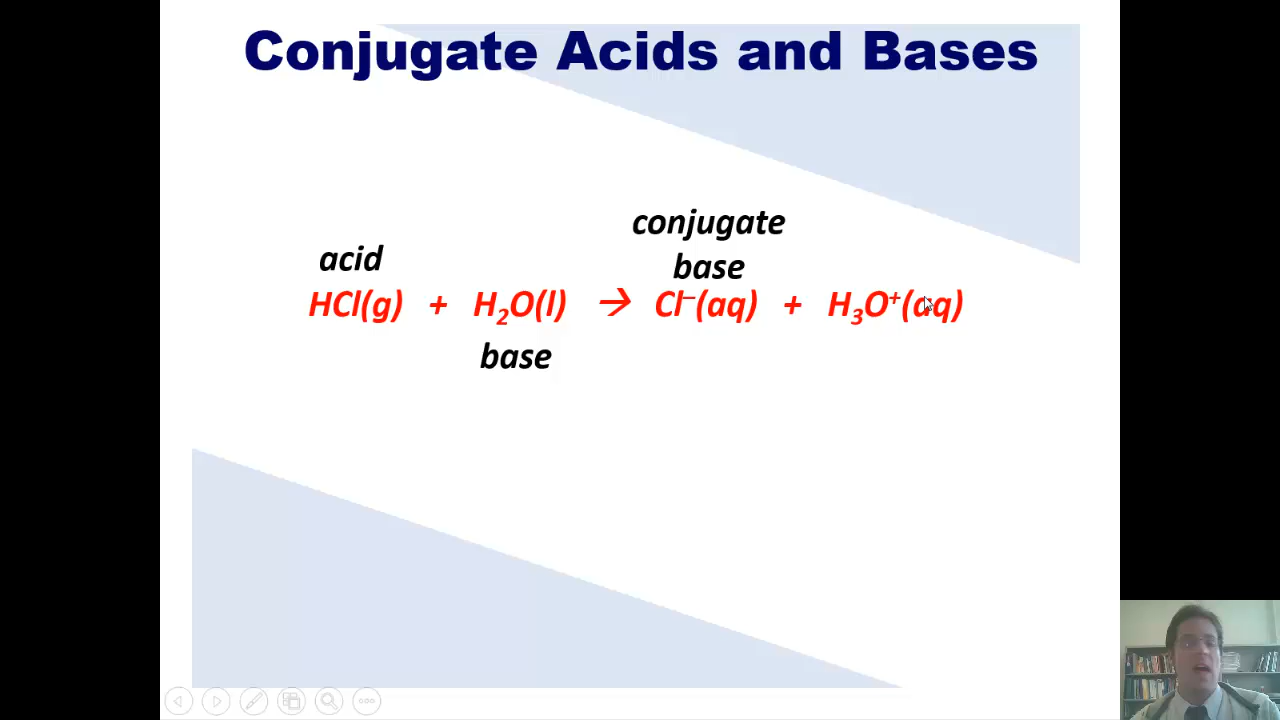 Conjugate Acids and Bases
conjugate
acid
base
HCl(g) + H₂O(l) → Cl⁻(aq) + H₃O⁺(aq)
base